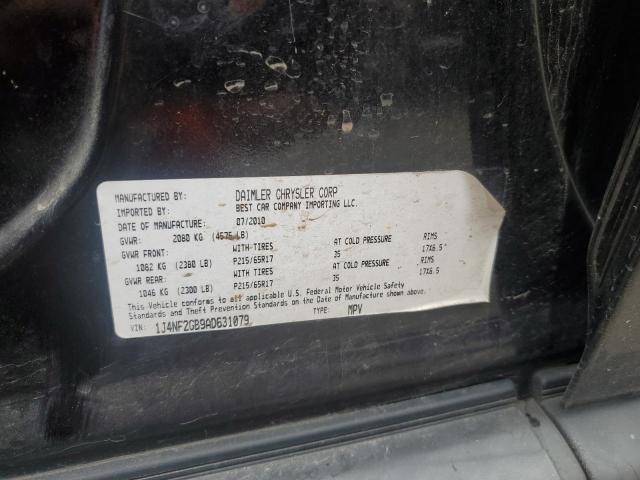 MANUFACTURED BY: DAIMLER CHRYSLER CORP
IMPORTED BY: BEST CAR COMPANY IMPORTING LLC.
DATE OF MANUFACTURE: 07/2010
GVWR: 2080 KG (4575 LB)
GVWR FRONT: WITH TIRES AT COLD PRESSURE RIMS
1082 KG (2380 LB) P215/65R17 35 17X6.5
GVWR REAR: WITH TIRES AT COLD PRESSURE RIMS
1046 KG (2300 LB) P215/65R17 35 17X6.5
This Vehicle conforms to all applicable U.S. Federal Motor Vehicle Safety
Standards and Theft Prevention Standards on the Date of Manufacture shown above.
VIN: 1J4NF2GB9AD631079 TYPE: MPV